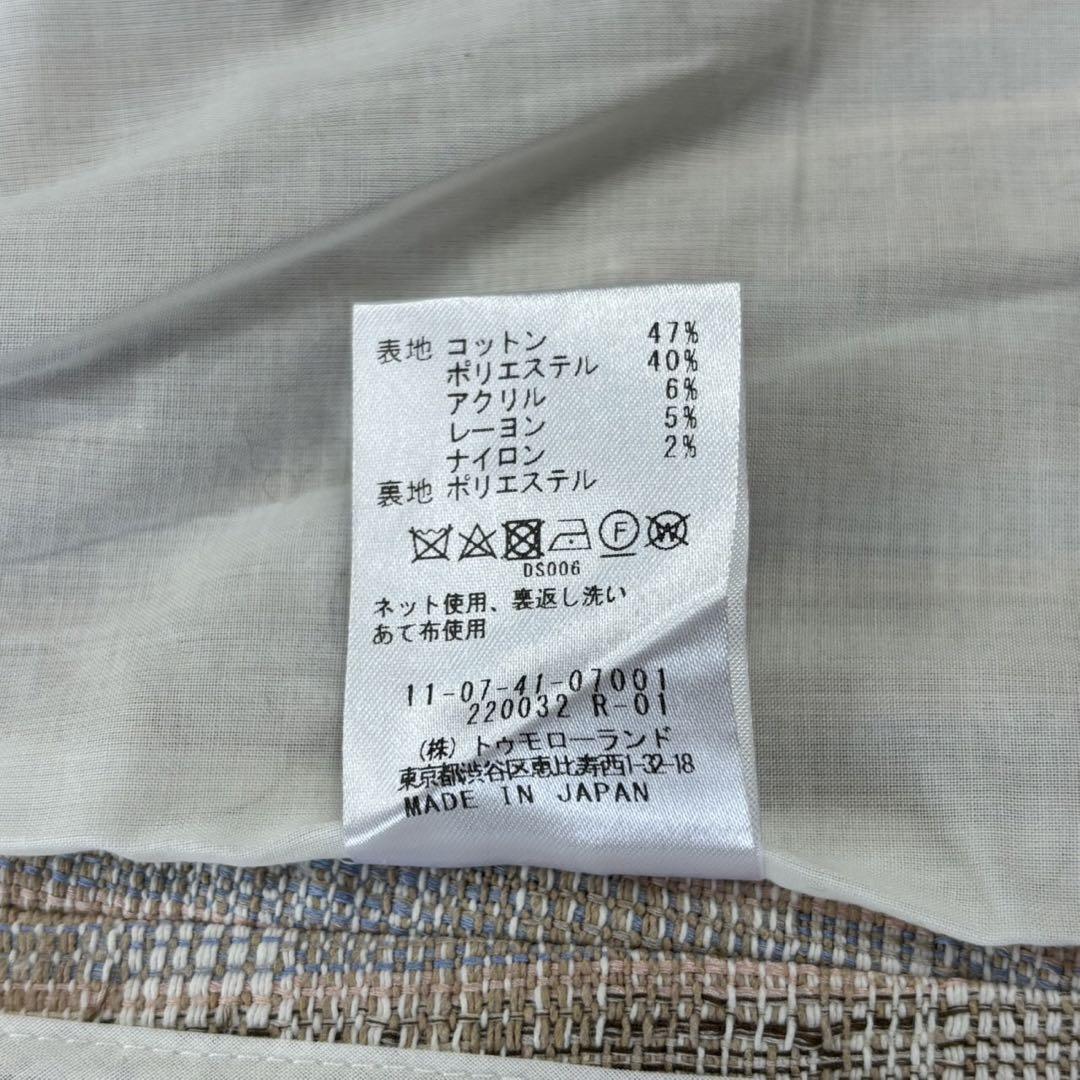 表地 コットン 47%
ポリエステル 40%
アクリル 6%
レーヨン 5%
ナイロン 2%
裏地 ポリエステル
F W
DS006
ネット使用、裏返し洗い
あて布使用
11-07-41-07001
220032 R-01
(株) トゥモローランド
東京都渋谷区恵比寿西1-32-18
MADE IN JAPAN